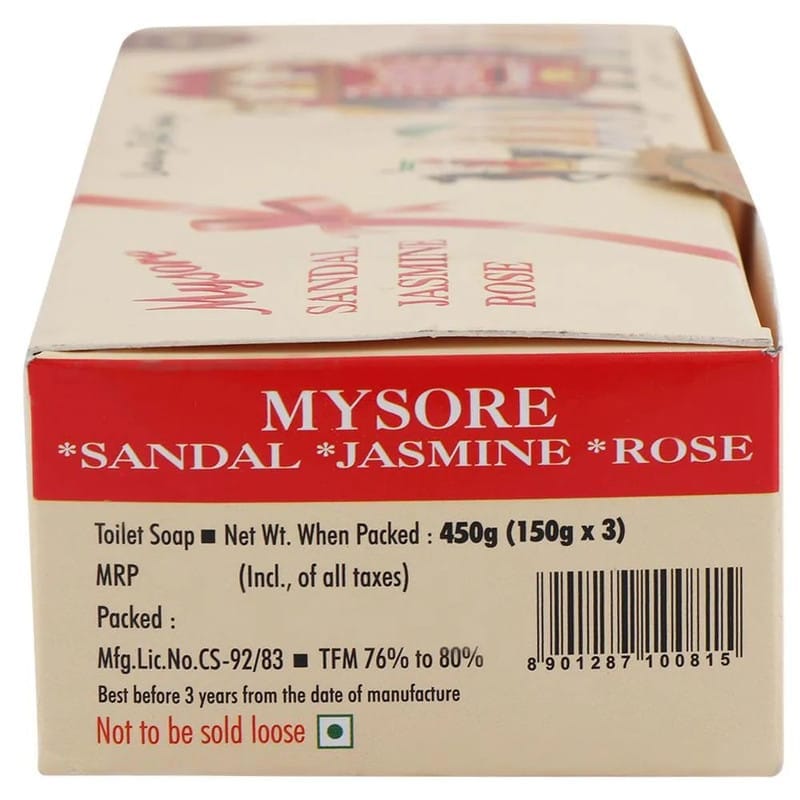 Mysore
SANDAL
JASMINE
ROSE
MYSORE
*SANDAL *JASMINE *ROSE
Toilet Soap ■ Net Wt. When Packed : 450g (150g x 3)
MRP (Incl., of all taxes)
Packed :
Mfg.Lic.No.CS-92/83 ■ TFM 76% to 80%
8 901287 100815
Best before 3 years from the date of manufacture
Not to be sold loose